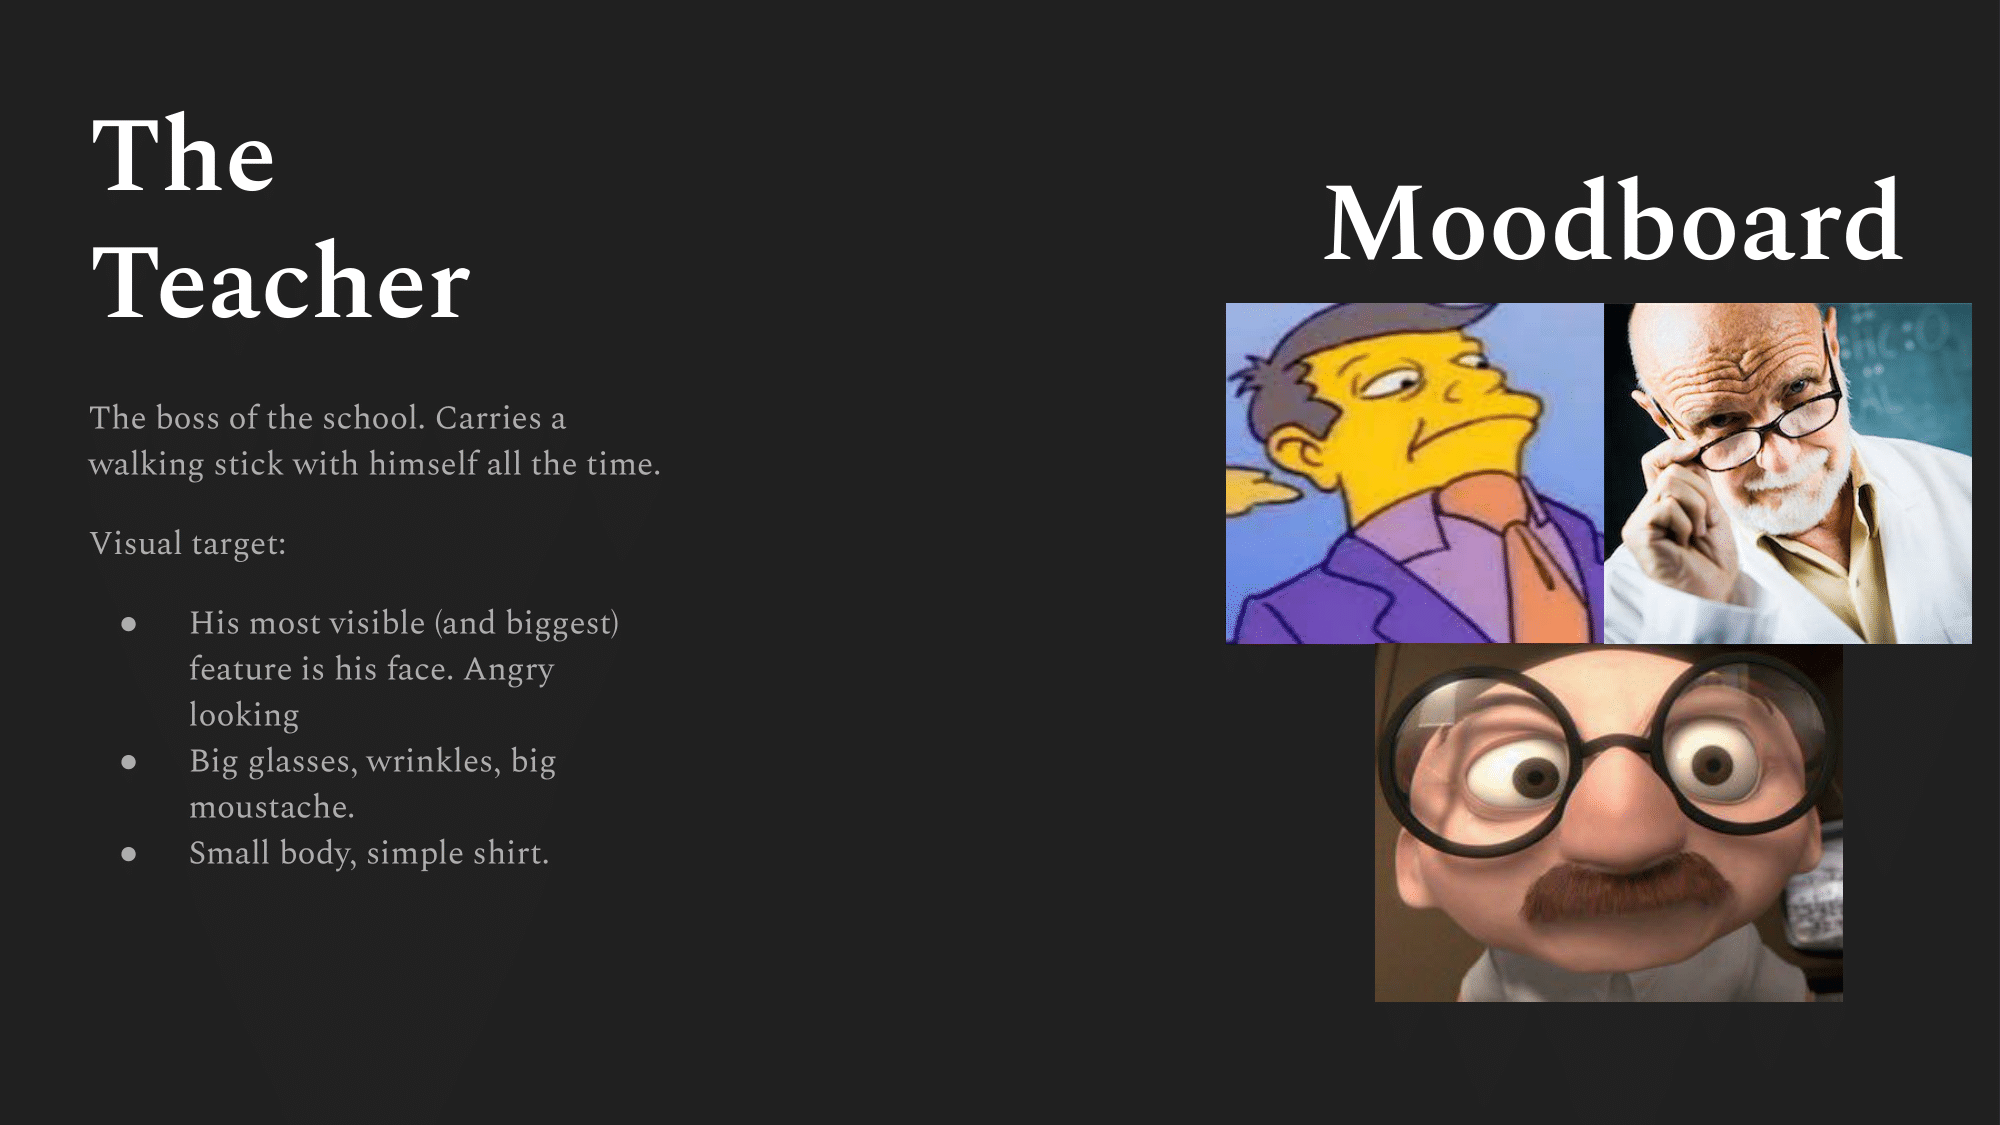 The
Teacher
The boss of the school. Carries a
walking stick with himself all the time.
Visual target:
● His most visible (and biggest)
feature is his face. Angry
looking
● Big glasses, wrinkles, big
moustache.
● Small body, simple shirt.
Moodboard